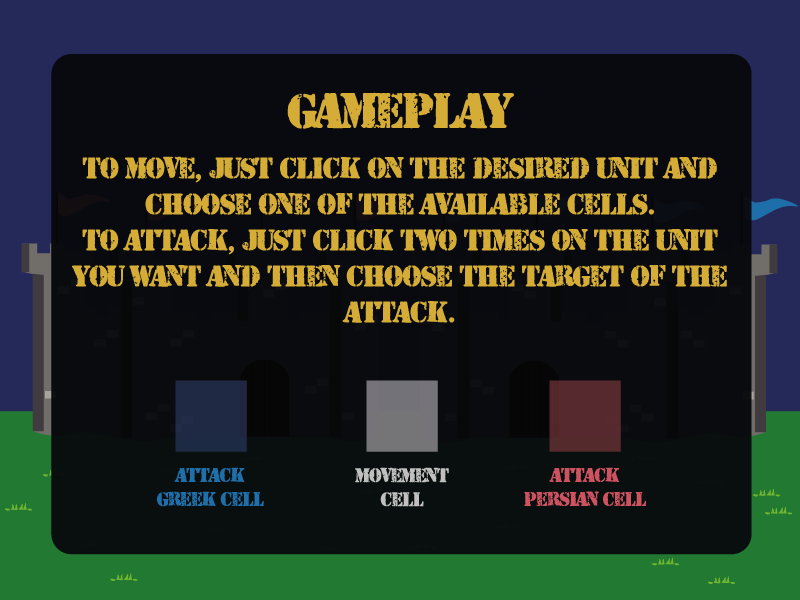 GAMEPLAY
TO MOVE, JUST CLICK ON THE DESIRED UNIT AND
CHOOSE ONE OF THE AVAILABLE CELLS.
TO ATTACK, JUST CLICK TWO TIMES ON THE UNIT
YOU WANT AND THEN CHOOSE THE TARGET OF THE
ATTACK.
ATTACK
GREEK CELL
MOVEMENT
CELL
ATTACK
PERSIAN CELL